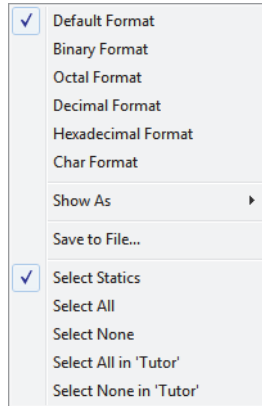 Default Format
Binary Format
Octal Format
Decimal Format
Hexadecimal Format
Char Format
Show As
Save to File...
Select Statics
Select All
Select None
Select All in 'Tutor'
Select None in 'Tutor'